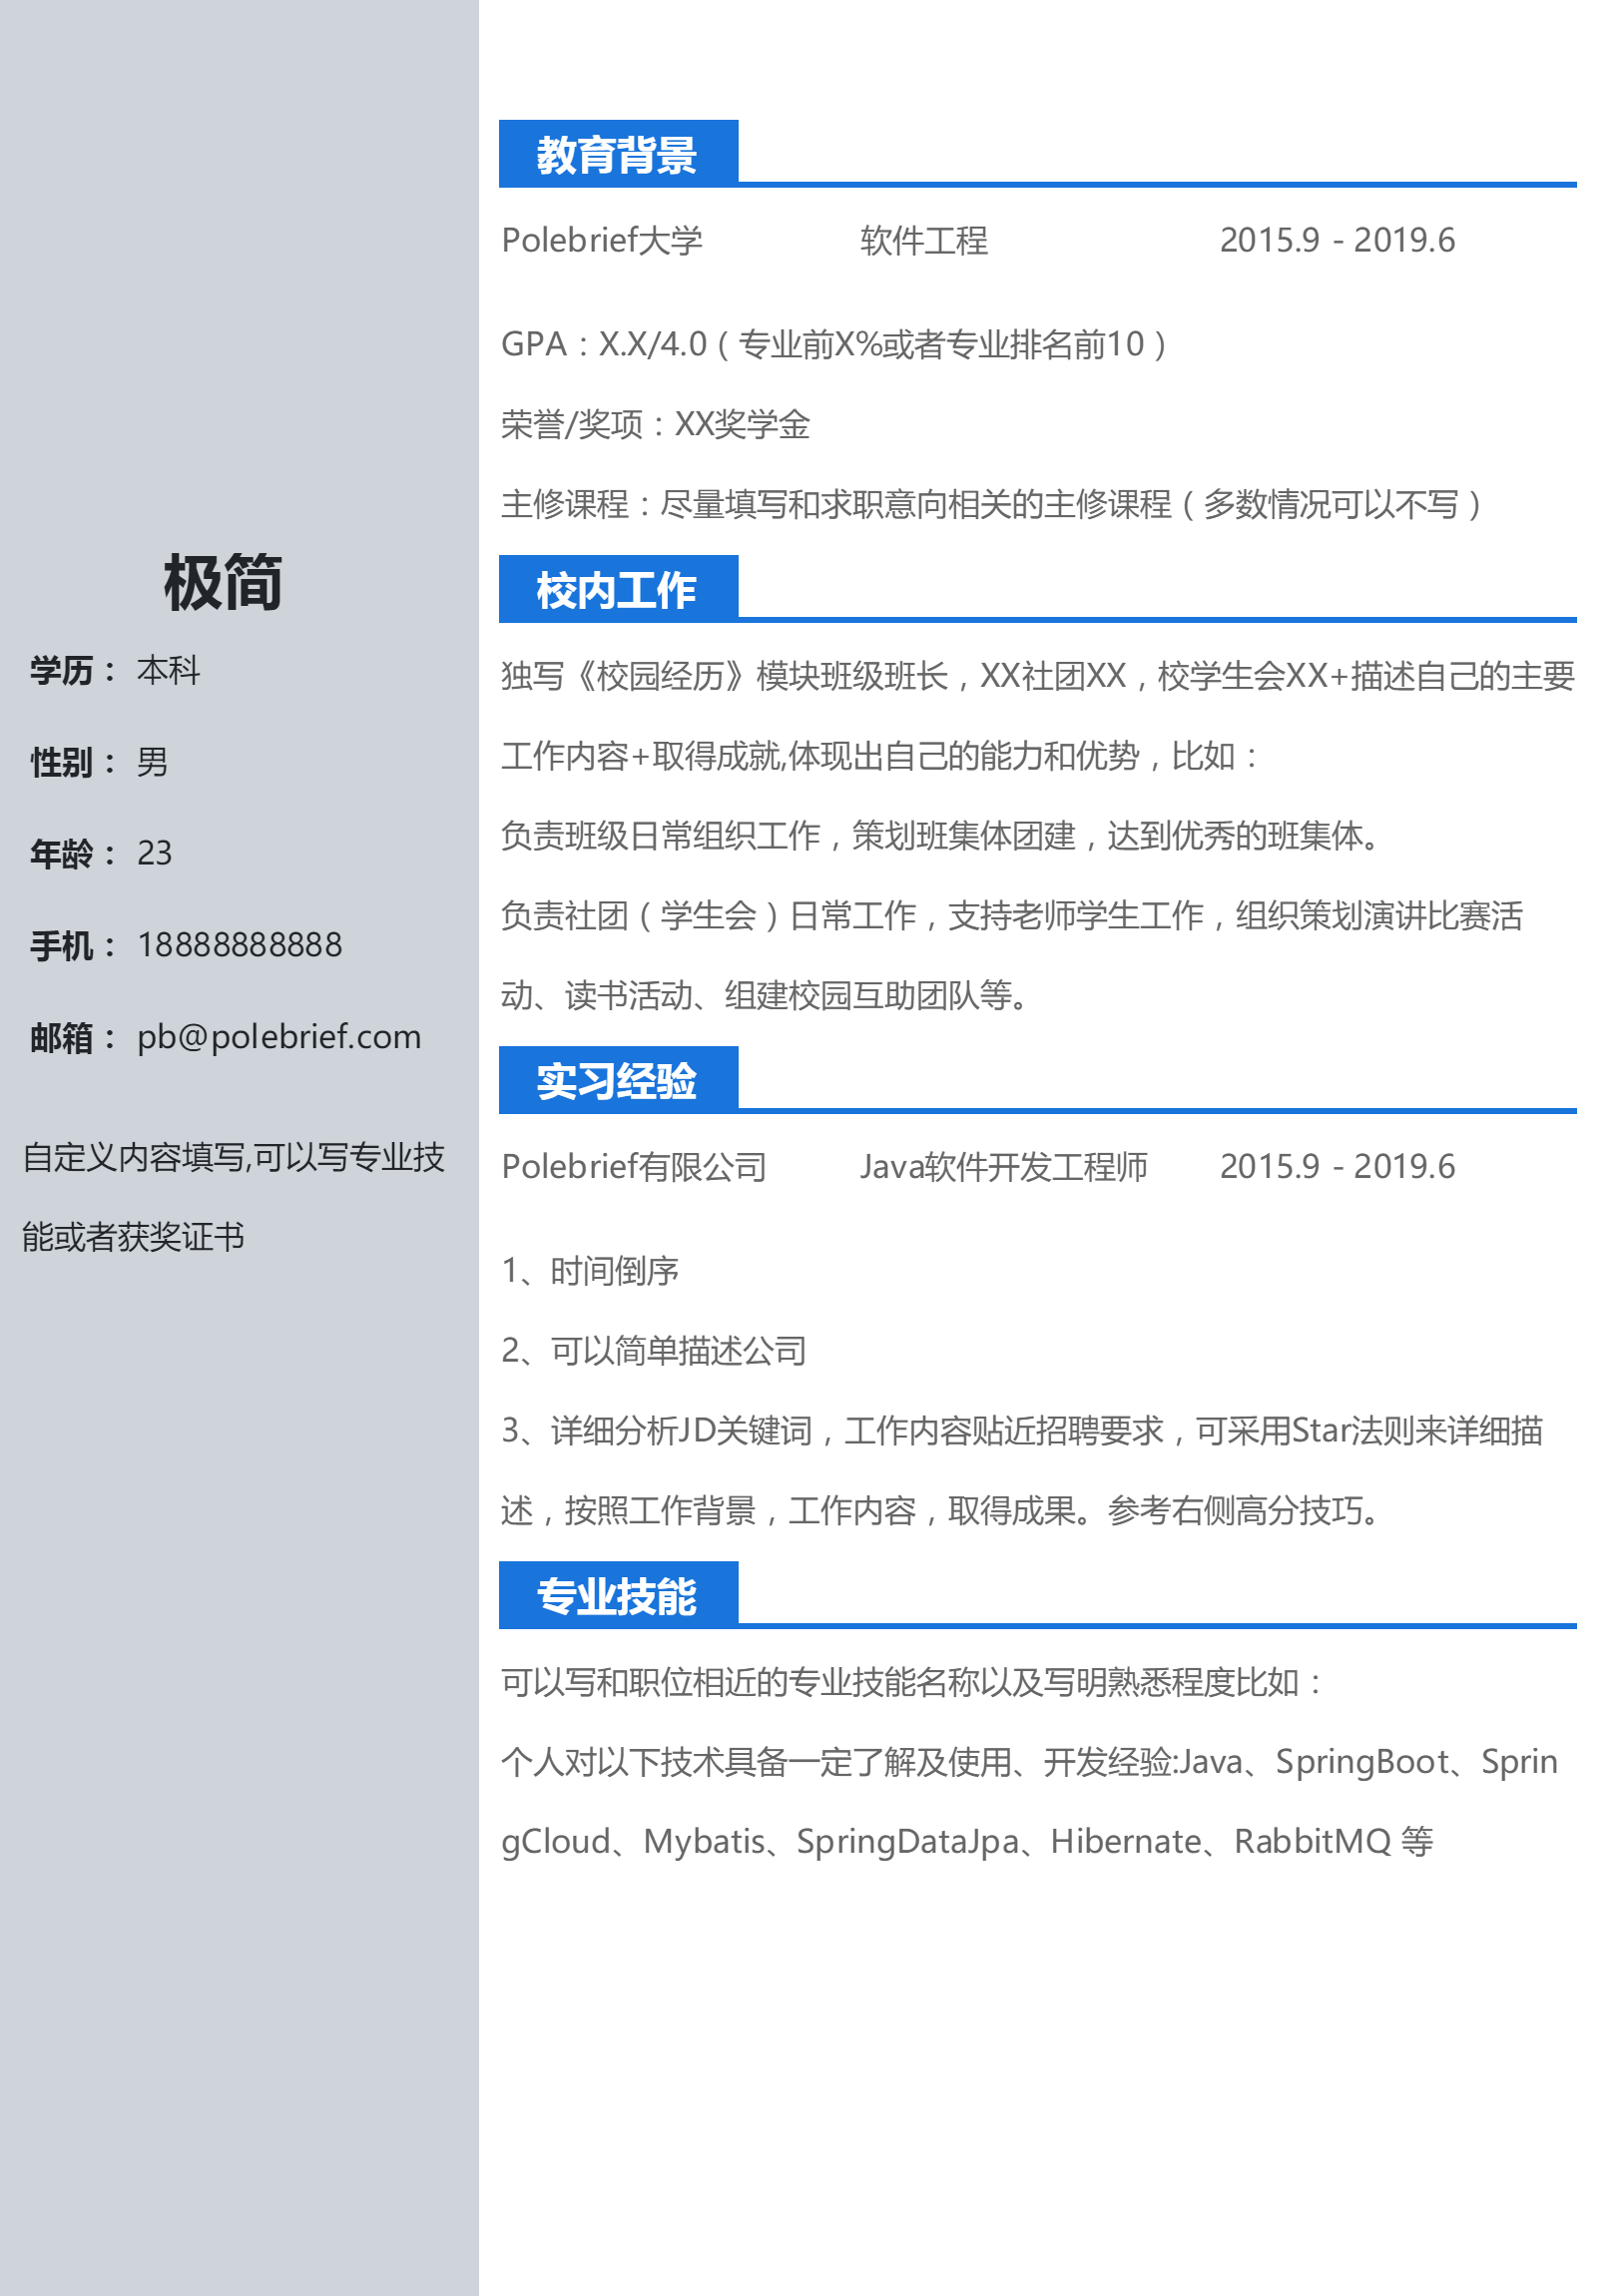 极简
学历： 本科
性别： 男
年龄： 23
手机： 18888888888
邮箱： pb@polebrief.com
自定义内容填写,可以写专业技
能或者获奖证书
教育背景
Polebrief大学 软件工程 2015.9 - 2019.6
GPA：X.X/4.0（专业前X%或者专业排名前10）
荣誉/奖项：XX奖学金
主修课程：尽量填写和求职意向相关的主修课程（多数情况可以不写）
校内工作
独写《校园经历》模块班级班长，XX社团XX，校学生会XX+描述自己的主要
工作内容+取得成就,体现出自己的能力和优势，比如：
负责班级日常组织工作，策划班集体团建，达到优秀的班集体。
负责社团（学生会）日常工作，支持老师学生工作，组织策划演讲比赛活
动、读书活动、组建校园互助团队等。
实习经验
Polebrief有限公司 Java软件开发工程师 2015.9 - 2019.6
1、时间倒序
2、可以简单描述公司
3、详细分析JD关键词，工作内容贴近招聘要求，可采用Star法则来详细描
述，按照工作背景，工作内容，取得成果。参考右侧高分技巧。
专业技能
可以写和职位相近的专业技能名称以及写明熟悉程度比如：
个人对以下技术具备一定了解及使用、开发经验:Java、SpringBoot、Sprin
gCloud、Mybatis、SpringDataJpa、Hibernate、RabbitMQ 等